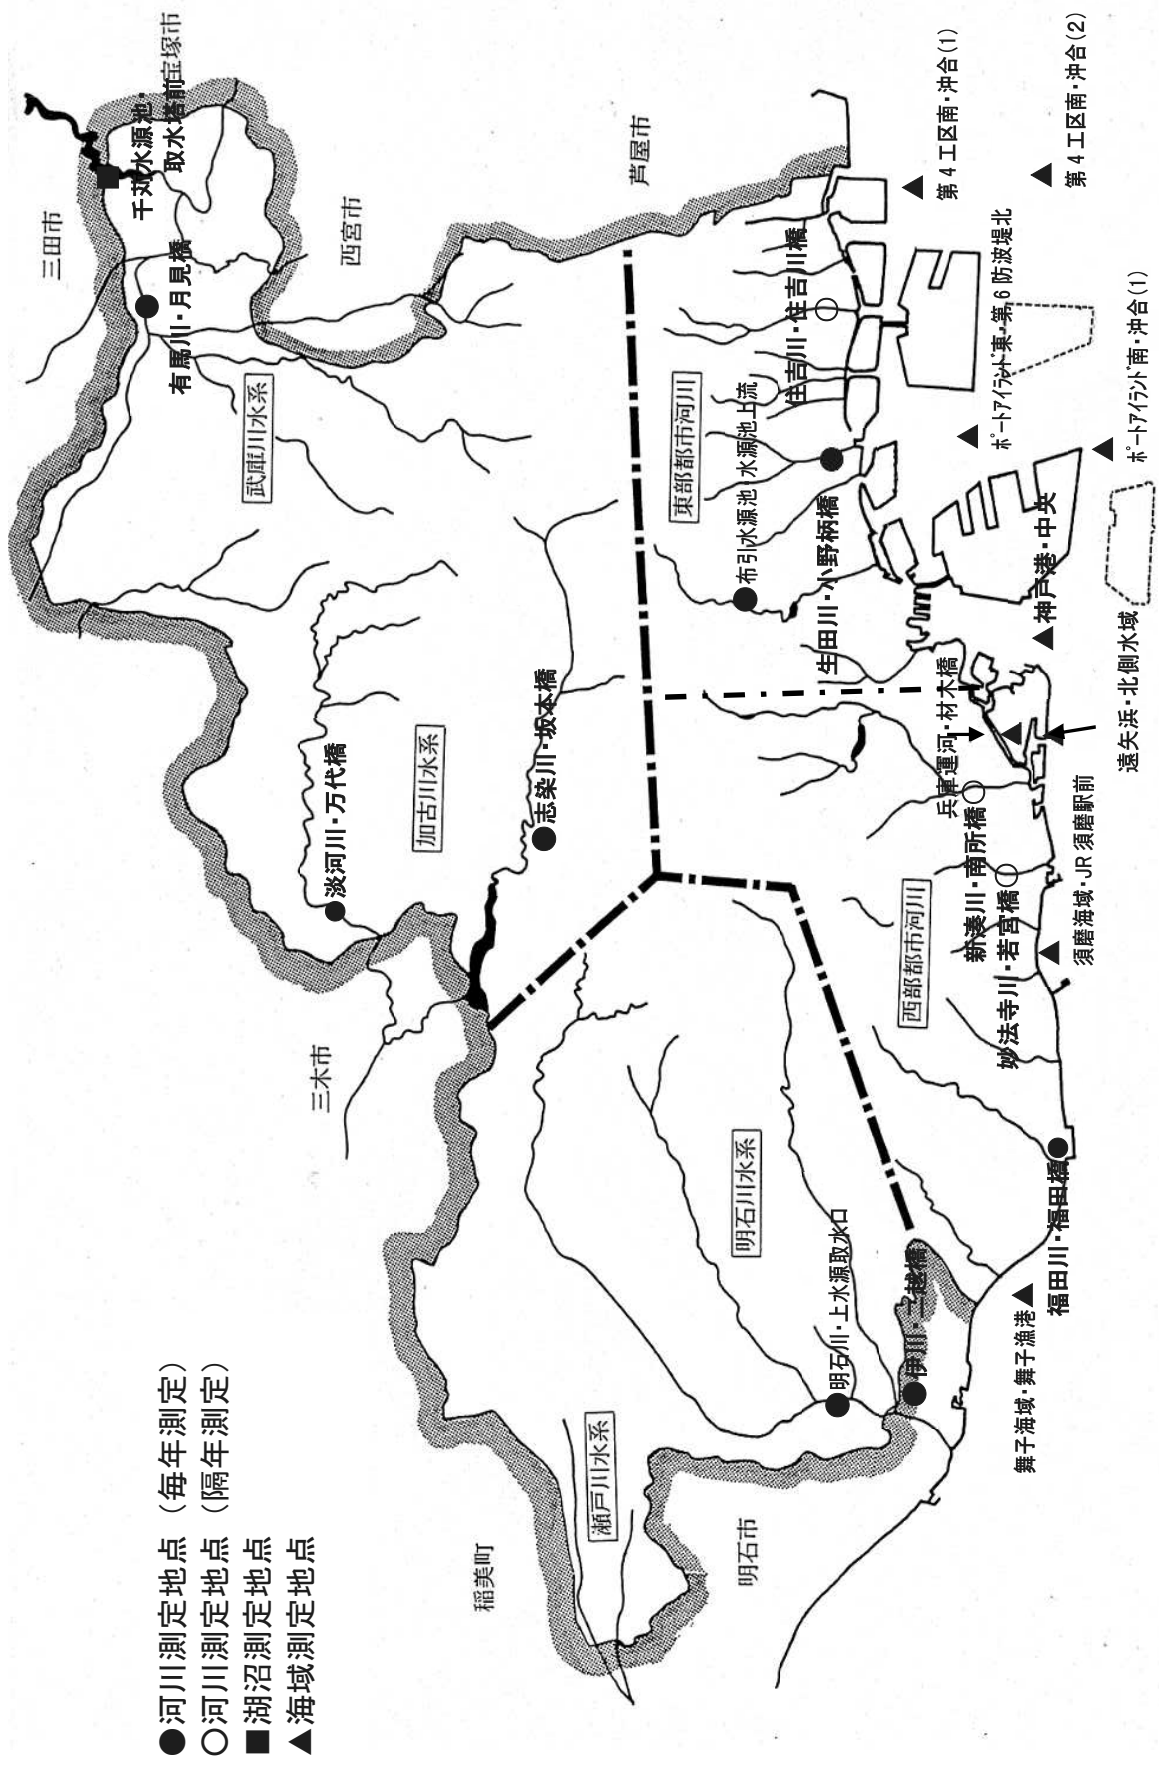 ●河川測定地点（毎年測定）
○河川測定地点（隔年測定）
■湖沼測定地点
▲海域測定地点
三田市
宝塚市
千苅水源池・
取水塔前
有馬川・月見橋
西宮市
芦屋市
武庫川水系
加古川水系
淡河川・万代橋
志染川・坂本橋
三木市
東部都市河川
布引水源池・水源池上流
住吉川・住吉川橋
生田川・小野柄橋
第4工区南・沖合(1)
第4工区南・沖合(2)
ﾎﾟｰﾄｱｲﾗﾝﾄﾞ東・第6防波堤北
ﾎﾟｰﾄｱｲﾗﾝﾄﾞ南・沖合(1)
神戸港・中央
遠矢浜・北側水域
兵庫運河・材木橋
新湊川・南所橋
妙法寺川・若宮橋
須磨海域・JR須磨駅前
西部都市河川
福田川・福田橋
舞子海域・舞子漁港
明石川水系
明石川・上水源取水口
伊川・二越橋
瀬戸川水系
稲美町
明石市